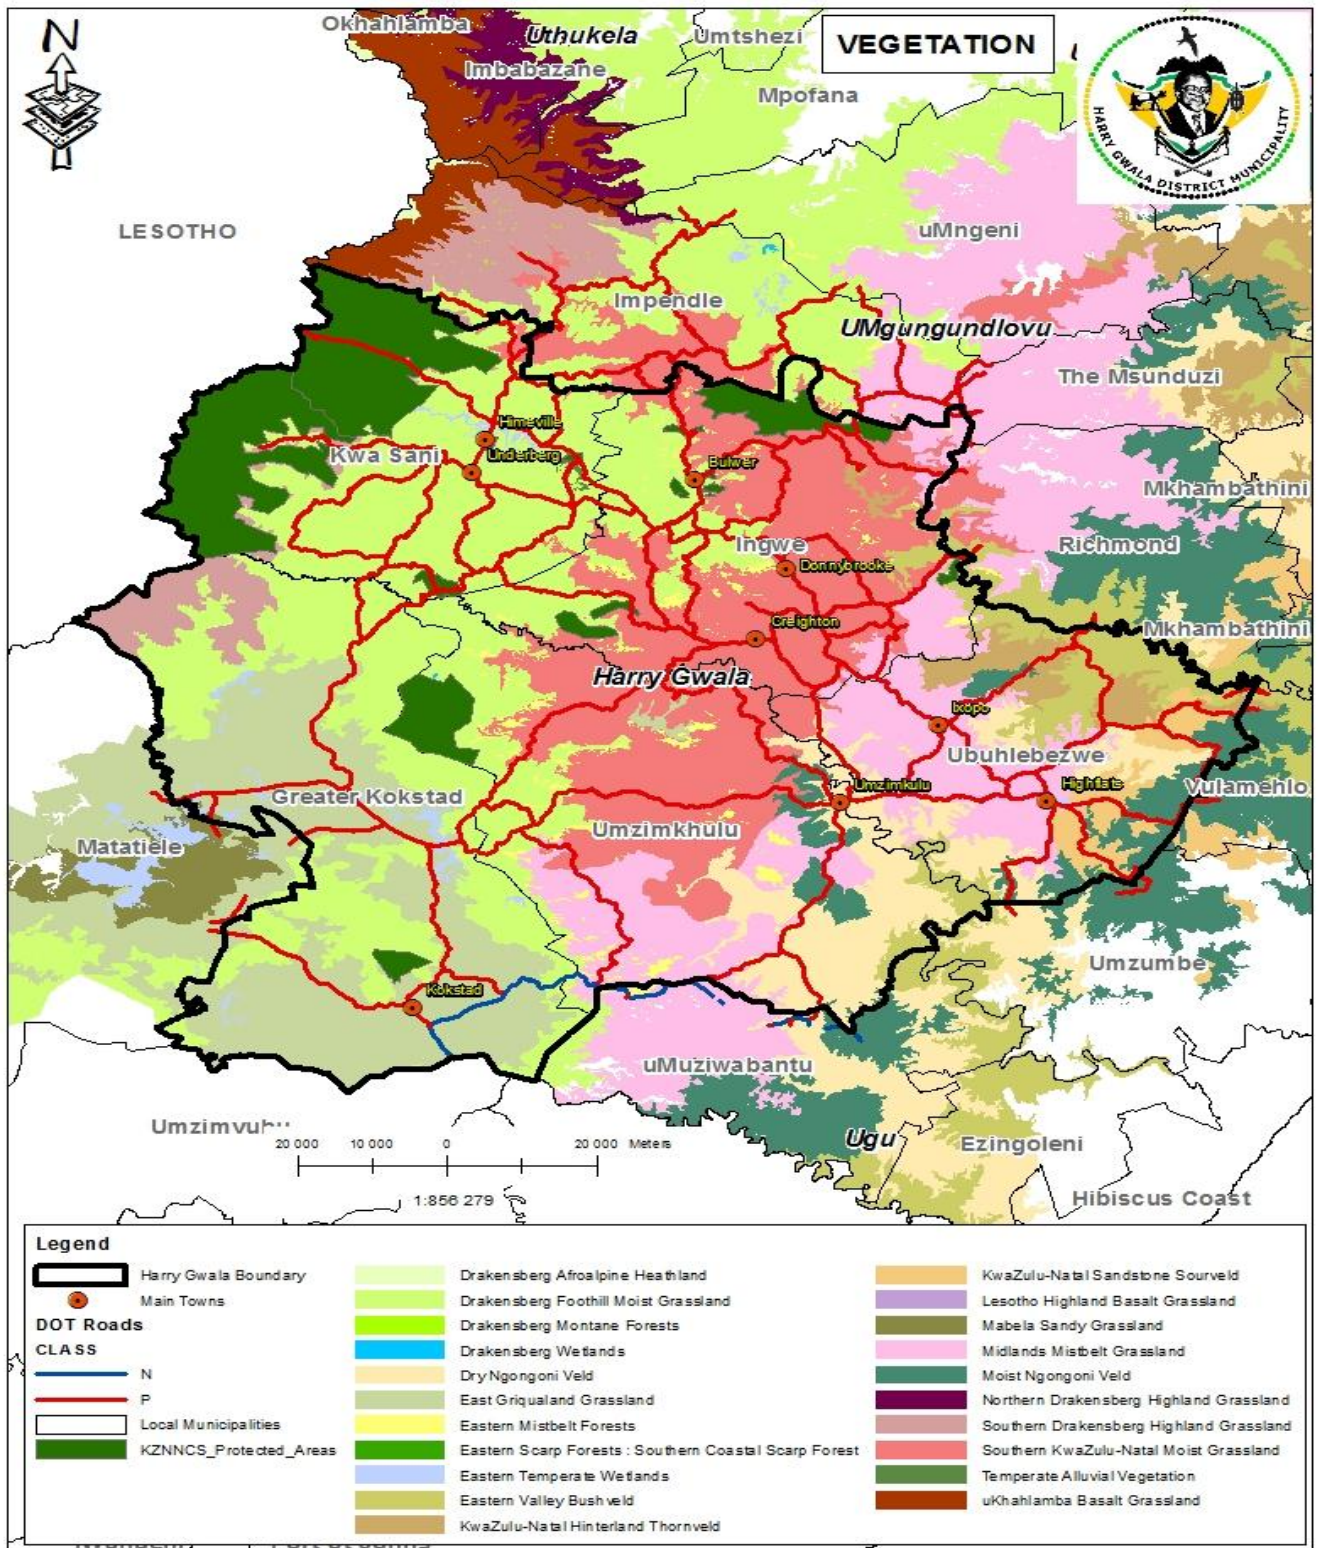 N
VEGETATION
HARRY GWALA DISTRICT MUNICIPALITY
Okhahlamba
Uthukela
Umtshezi
Imbabazane
Mpofana
LESOTHO
uMngeni
Impendle
UMgungundlovu
The Msunduzi
Himeville
Kwa Sani
Underberg
Bulwer
Mkhambathini
Ingwe
Richmond
Donnybrooke
Creighton
Mkhambathini
Harry Gwala
Ixopo
Ubuhlebezwe
Greater Kokstad
Umzimkulu
Highflats
Vulamehlo
Umzimkhulu
Matatiele
Umzumbe
Kokstad
uMuziwabantu
Umzimvubu
Ugu
Ezingoleni
20 000 10 000 0 20 000 Meters
1:856 279
Hibiscus Coast
Legend
Harry Gwala Boundary
Main Towns
DOT Roads
CLASS
N
P
Local Municipalities
KZNNCS_Protected_Areas
Drakensberg Afroalpine Heathland
Drakensberg Foothill Moist Grassland
Drakensberg Montane Forests
Drakensberg Wetlands
Dry Ngongoni Veld
East Griqualand Grassland
Eastern Mistbelt Forests
Eastern Scarp Forests : Southern Coastal Scarp Forest
Eastern Temperate Wetlands
Eastern Valley Bushveld
KwaZulu-Natal Hinterland Thornveld
KwaZulu-Natal Sandstone Sourveld
Lesotho Highland Basalt Grassland
Mabela Sandy Grassland
Midlands Mistbelt Grassland
Moist Ngongoni Veld
Northern Drakensberg Highland Grassland
Southern Drakensberg Highland Grassland
Southern KwaZulu-Natal Moist Grassland
Temperate Alluvial Vegetation
uKhahlamba Basalt Grassland